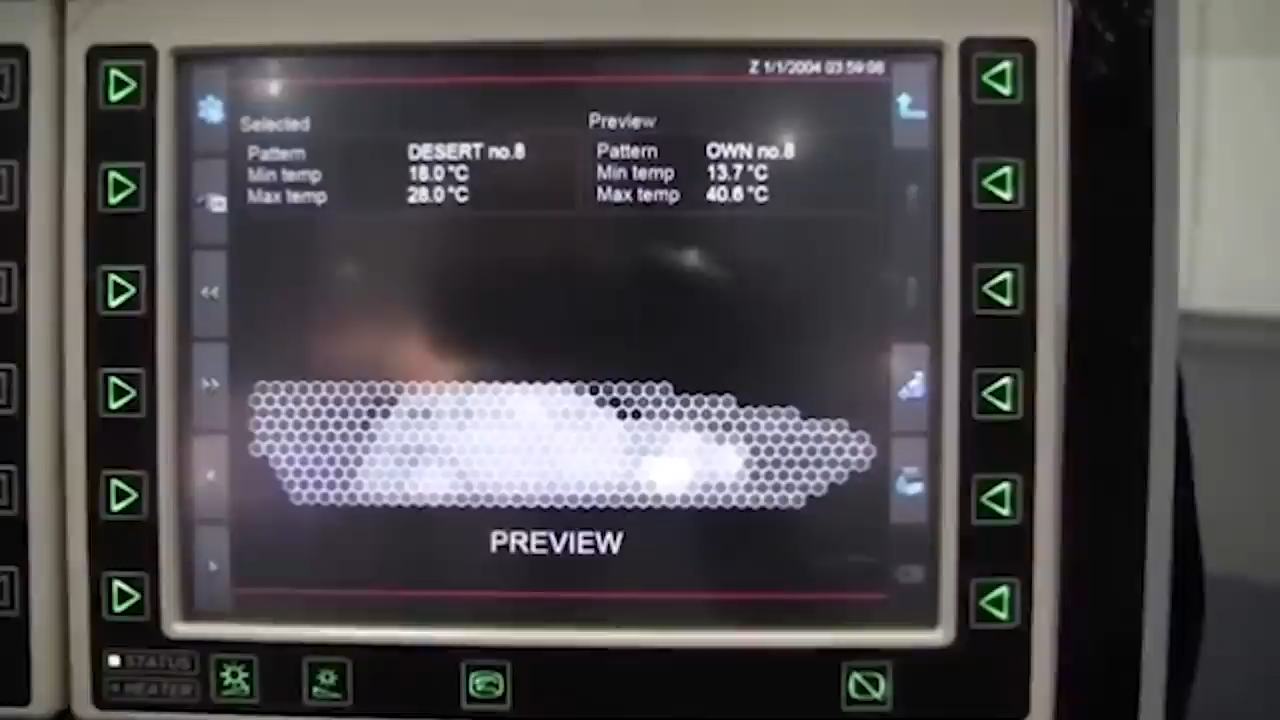 Z 1/1/2004 03:59:08
Selected
Pattern DESERT no.8
Min temp 18.0 °C
Max temp 28.0 °C
Preview
Pattern OWN no.8
Min temp 13.7 °C
Max temp 40.6 °C
PREVIEW
STATUS
HEATER